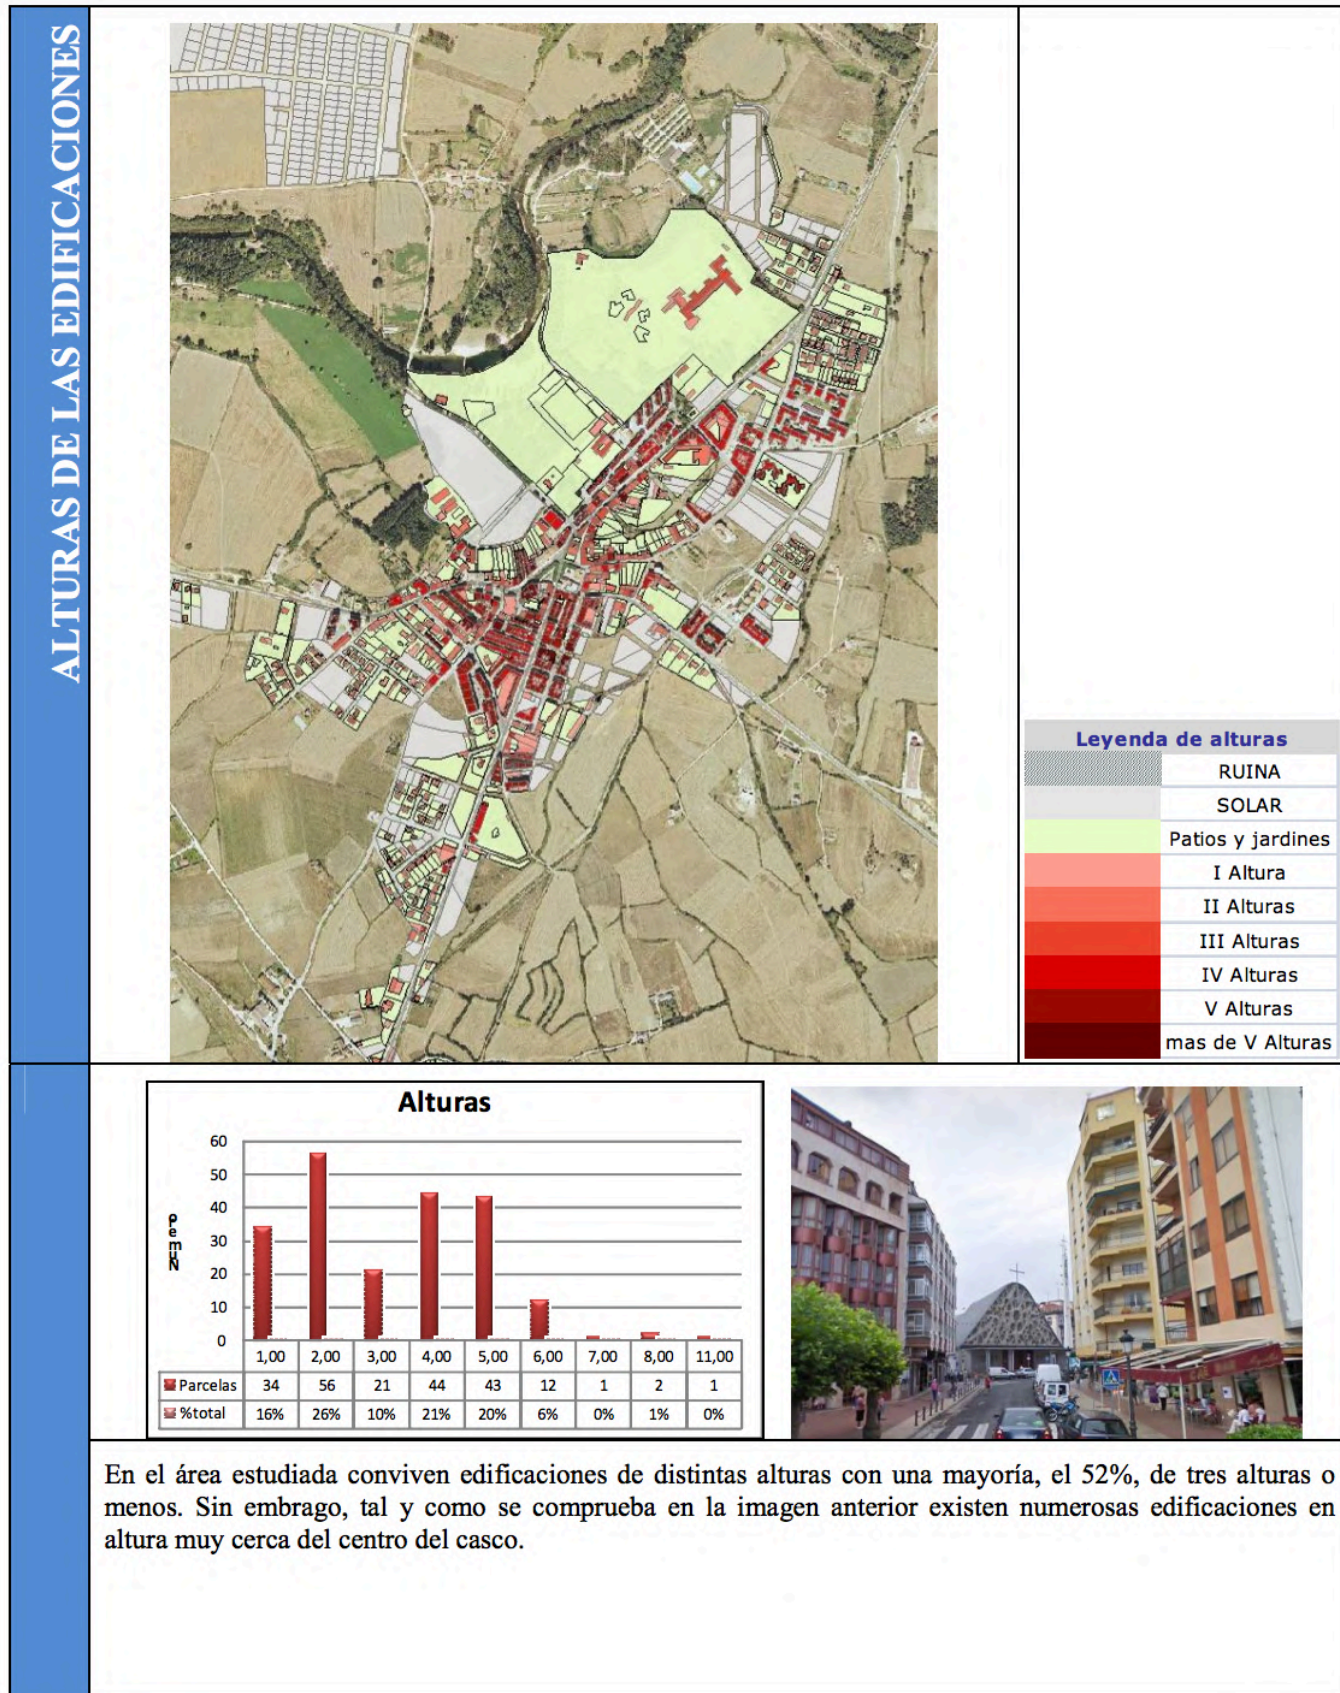 ALTURAS DE LAS EDIFICACIONES
Leyenda de alturas
RUINA
SOLAR
Patios y jardines
I Altura
II Alturas
III Alturas
IV Alturas
V Alturas
mas de V Alturas
Alturas
Numero
60
50
40
30
20
10
0
1,00 2,00 3,00 4,00 5,00 6,00 7,00 8,00 11,00
Parcelas 34 56 21 44 43 12 1 2 1
%total 16% 26% 10% 21% 20% 6% 0% 1% 0%
En el área estudiada conviven edificaciones de distintas alturas con una mayoría, el 52%, de tres alturas o
menos. Sin embrago, tal y como se comprueba en la imagen anterior existen numerosas edificaciones en
altura muy cerca del centro del casco.